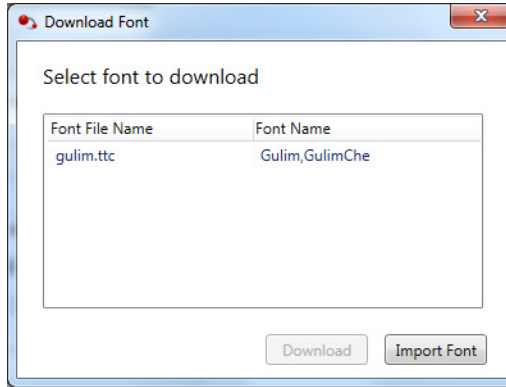 Download Font
Select font to download
Font File Name Font Name
gulim.ttc Gulim,GulimChe
Download Import Font